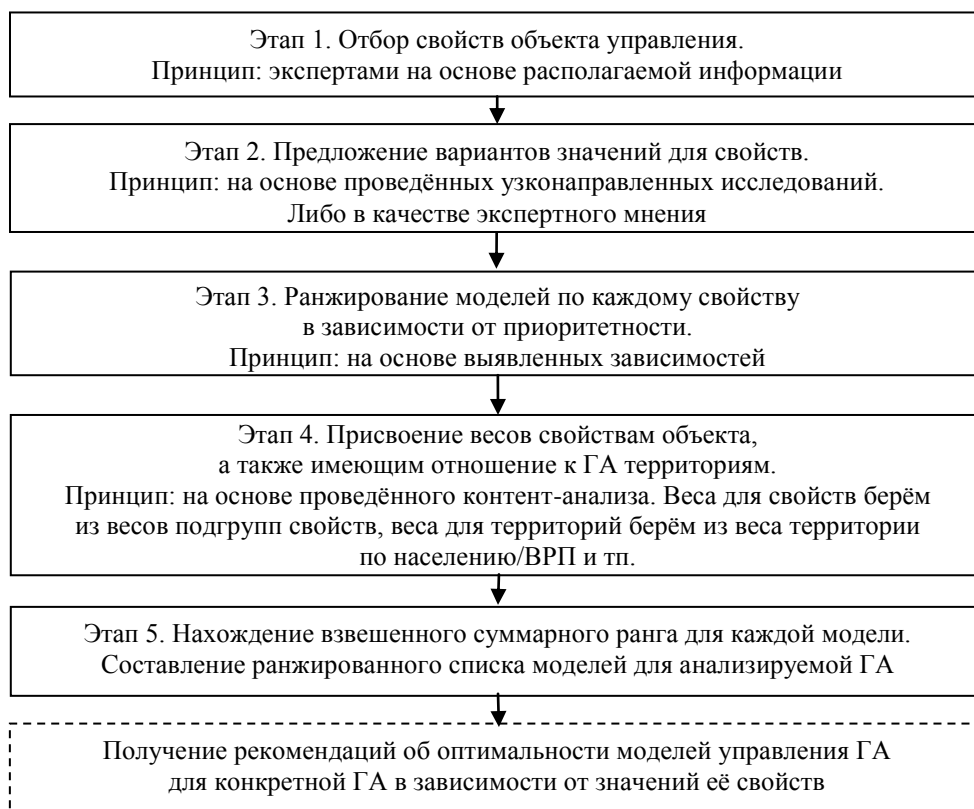 Этап 1. Отбор свойств объекта управления.
Принцип: экспертами на основе располагаемой информации
Этап 2. Предложение вариантов значений для свойств.
Принцип: на основе проведённых узконаправленных исследований.
Либо в качестве экспертного мнения
Этап 3. Ранжирование моделей по каждому свойству
в зависимости от приоритетности.
Принцип: на основе выявленных зависимостей
Этап 4. Присвоение весов свойствам объекта,
а также имеющим отношение к ГА территориям.
Принцип: на основе проведённого контент-анализа. Веса для свойств берём
из весов подгрупп свойств, веса для территорий берём из веса территории
по населению/ВРП и тп.
Этап 5. Нахождение взвешенного суммарного ранга для каждой модели.
Составление ранжированного списка моделей для анализируемой ГА
Получение рекомендаций об оптимальности моделей управления ГА
для конкретной ГА в зависимости от значений её свойств